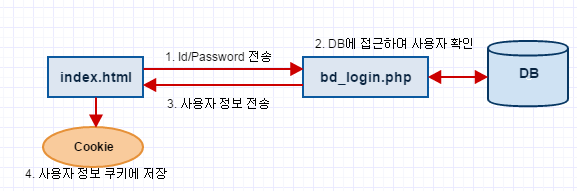 1. Id/Password 전송
2. DB에 접근하며 사용자 확인
index.html
bd_login.php
DB
3. 사용자 정보 전송
Cookie
4. 사용자 정보 쿠키에 저장